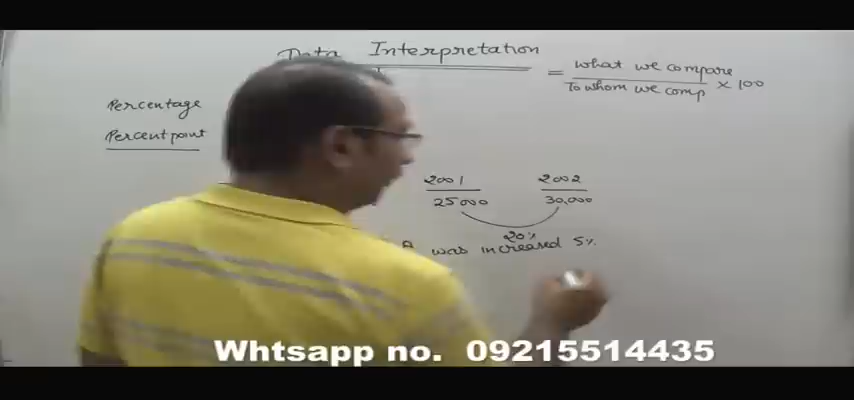 Data Interpretation
= what we compare
To whom we comp × 100
Percentage
Percent point
2001 2002
25000 30,000
20%
A was increased 5%
Whtsapp no. 09215514435